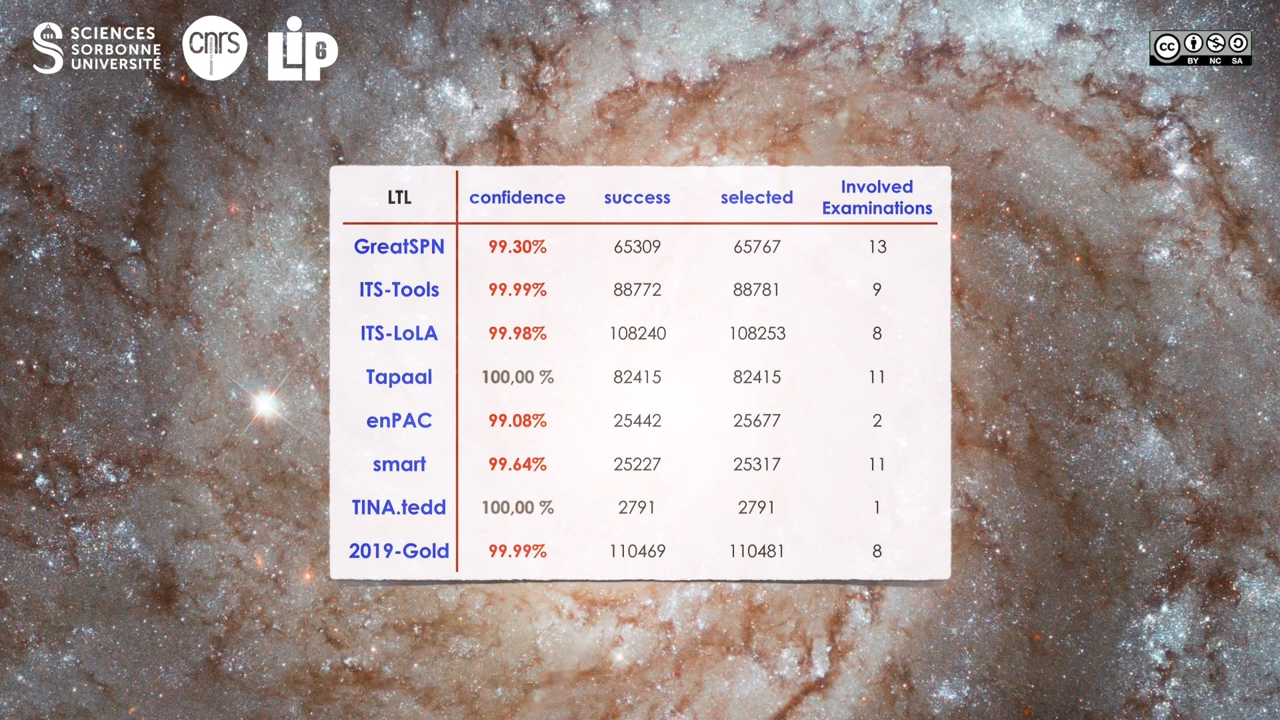 SCIENCES
SORBONNE
UNIVERSITÉ
cnrs
LIP6
cc
BY NC SA
LTL confidence success selected Involved Examinations
GreatSPN 99.30% 65309 65767 13
ITS-Tools 99.99% 88772 88781 9
ITS-LoLA 99.98% 108240 108253 8
Tapaal 100,00 % 82415 82415 11
enPAC 99.08% 25442 25677 2
smart 99.64% 25227 25317 11
TINA.tedd 100,00 % 2791 2791 1
2019-Gold 99.99% 110469 110481 8